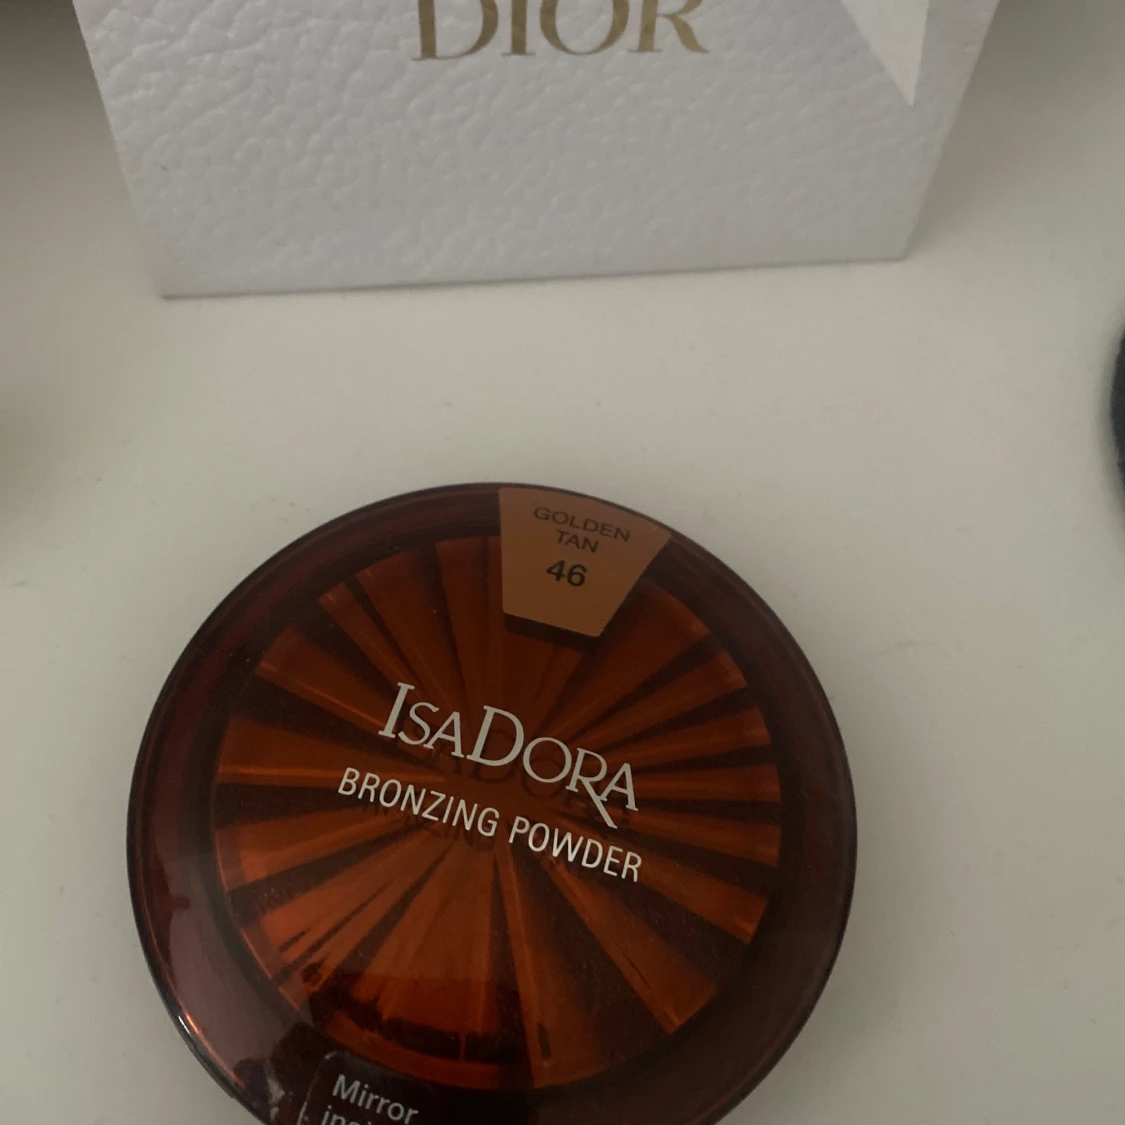 DIOR
GOLDEN
TAN
46
ISADORA
BRONZING POWDER
Mirror